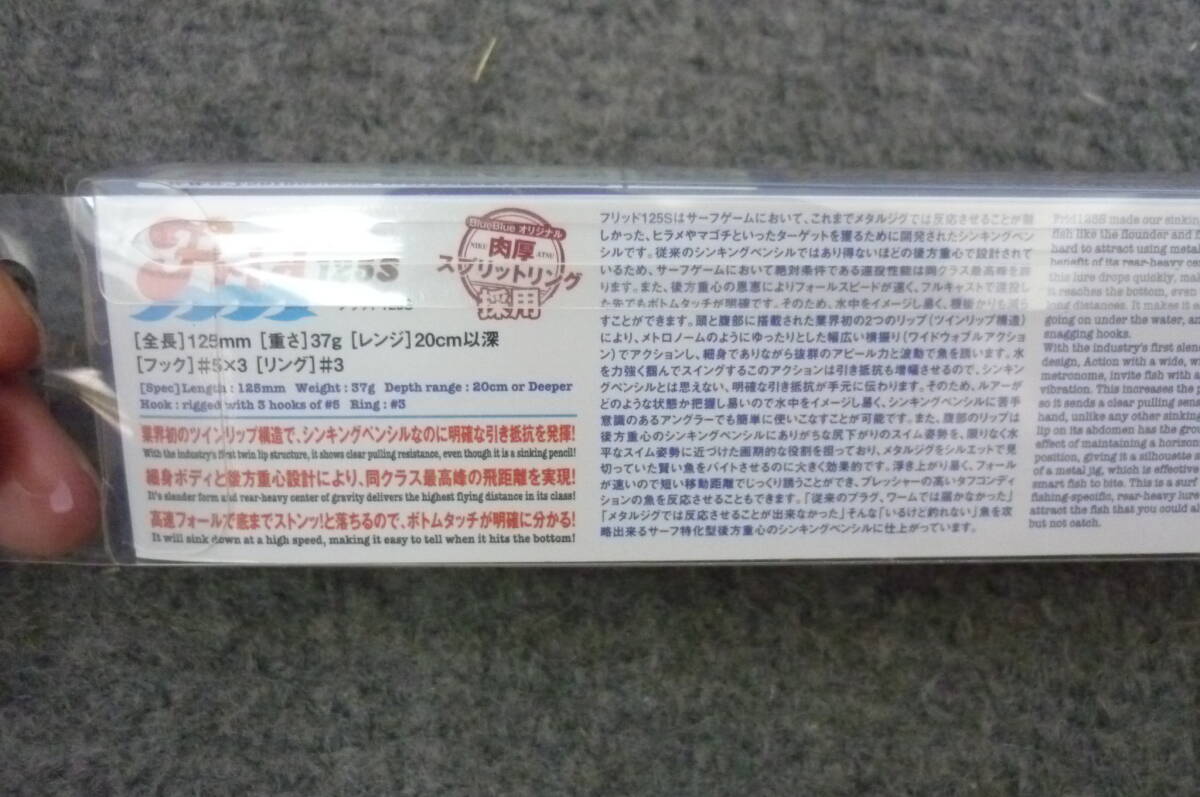 Frid 125S
フリッド125S
BlueBlue オリジナル
NIKU 肉厚 ATSU
スプリットリング
採用
[全長]125mm [重さ]37g [レンジ]20cm以深
[フック]#5×3 [リング]#3
[Spec]Length : 125mm Weight : 37g Depth range : 20cm or Deeper
Hook : rigged with 3 hooks of #5 Ring : #3
業界初のツインリップ構造で、シンキングペンシルなのに明確な引き抵抗を発揮!
With the industry's first twin lip structure, it shows clear pulling resistance, even though it is a sinking pencil!
細身ボディと後方重心設計により、同クラス最高峰の飛距離を実現!
It's slender form and rear-heavy center of gravity delivers the highest flying distance in its class!
高速フォールで底までストンッ!と落ちるので、ボトムタッチが明確に分かる!
It will sink down at a high speed, making it easy to tell when it hits the bottom!
フリッド125Sはサーフゲームにおいて、これまでメタルジグでは反応させることが難
しかった、ヒラメやマゴチといったターゲットを獲るために開発されたシンキングペン
シルです。従来のシンキングペンシルではあり得ないほどの後方重心で設計されて
いるため、サーフゲームにおいて絶対条件である遠投性能は同クラス最高峰を誇
ります。また、後方重心の恩恵によりフォールスピードが速く、フルキャストで遠投し
た先でもボトムタッチが明確です。そのため、水中をイメージし易く、根掛かりも減ら
すことができます。頭と腹部に搭載された業界初の2つのリップ(ツインリップ構造)
により、メトロノームのようにゆったりとした幅広い横振り(ワイドウォブルアクショ
ン)でアクションし、細身でありながら抜群のアピール力と波動で魚を誘います。水
を力強く掴んでスイングするこのアクションは引き抵抗も増幅させるので、シンキン
グペンシルとは思えない、明確な引き抵抗が手元に伝わります。そのため、ルアーが
どのような状態か把握し易いので水中をイメージし易く、シンキングペンシルに苦手
意識のあるアングラーでも簡単に使いこなすことが可能です。また、腹部のリップは
後方重心のシンキングペンシルにありがちな尻下がりのスイム姿勢を、限りなく水
平なスイム姿勢に近づけた画期的な役割を担っており、メタルジグをシルエットで見
切っていた賢い魚をバイトさせるのに大きく効果的です。浮き上がり易く、フォール
が速いので短い移動距離でじっくり誘うことができ、プレッシャーの高いタフコンディ
ションの魚を反応させることもできます。「従来のプラグ、ワームでは届かなかった」
「メタルジグでは反応させることが出来なかった」そんな「いるけど釣れない」魚を攻
略出来るサーフ特化型後方重心のシンキングペンシルに仕上がっています。
Frid125S made our sinki
fish like the flounder and f
hard to attract using meta
benefit of its rear-heavy ce
this lure drops quickly, mak
it reaches the bottom, even
long distances. It makes it e
going on under the water, an
snagging hooks.
With the industry's first slend
design, Action with a wide, w
metronome, invite fish with a
vibration. This increases the s
so it sends a clear pulling sens
hand, unlike any other sinking
lip on its abdomen has the grou
effect of maintaining a horizon
position, giving it a silhouette s
of a metal jig, which is effective
smart fish to bite. This is a surf
fishing-specific, rear-heavy lure
attract the fish that you could al
but not catch.